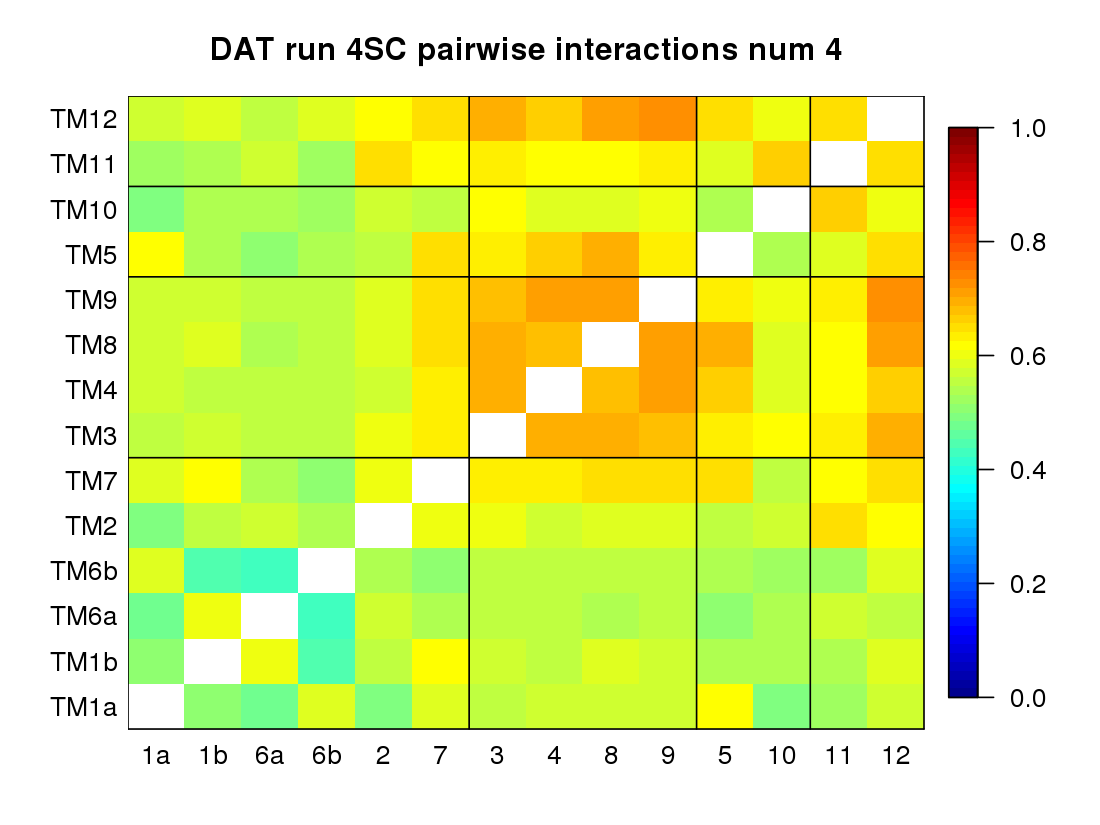 DAT run 4SC pairwise interactions num 4
TM12
TM11
TM10
TM5
TM9
TM8
TM4
TM3
TM7
TM2
TM6b
TM6a
TM1b
TM1a
1a 1b 6a 6b 2 7 3 4 8 9 5 10 11 12
1.0
0.8
0.6
0.4
0.2
0.0